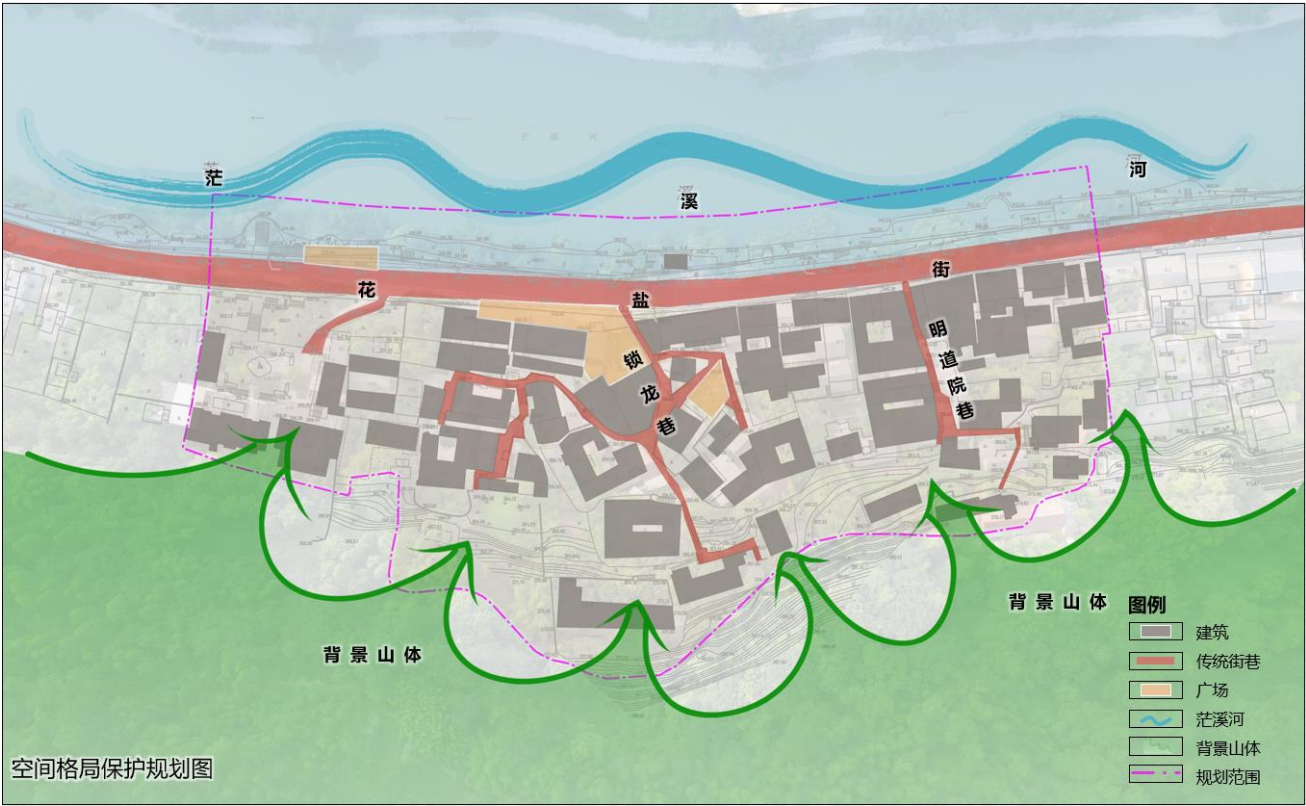 茫 溪 河
花 盐 街
锁龙巷
明道院巷
背景山体
背景山体
图例
建筑
传统街巷
广场
茫溪河
背景山体
规划范围
空间格局保护规划图